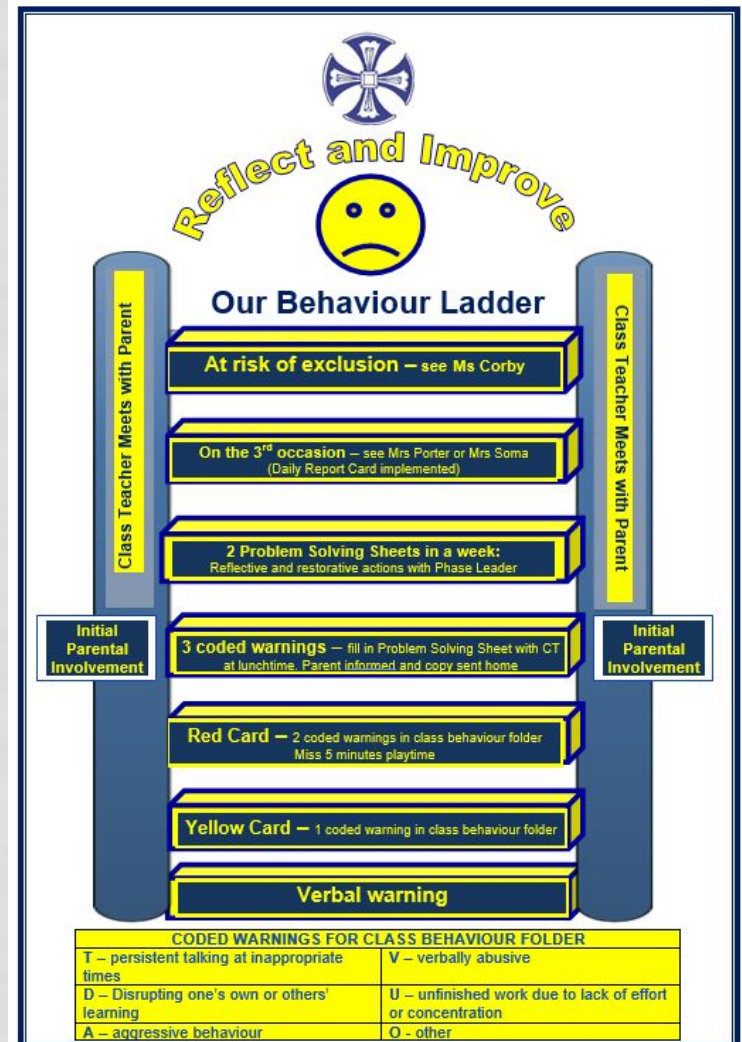 Reflect and Improve
Our Behaviour Ladder
Class Teacher Meets with Parent
Class Teacher Meets with Parent
At risk of exclusion – see Ms Corby
On the 3rd occasion – see Mrs Porter or Mrs Soma
(Daily Report Card implemented)
2 Problem Solving Sheets in a week:
Reflective and restorative actions with Phase Leader
Initial
Parental
Involvement
3 coded warnings – fill in Problem Solving Sheet with CT
at lunchtime. Parent informed and copy sent home
Initial
Parental
Involvement
Red Card – 2 coded warnings in class behaviour folder
Miss 5 minutes playtime
Yellow Card – 1 coded warning in class behaviour folder
Verbal warning
CODED WARNINGS FOR CLASS BEHAVIOUR FOLDER
T – persistent talking at inappropriate
times
V – verbally abusive
D – Disrupting one's own or others'
learning
U – unfinished work due to lack of effort
or concentration
A – aggressive behaviour
O - other